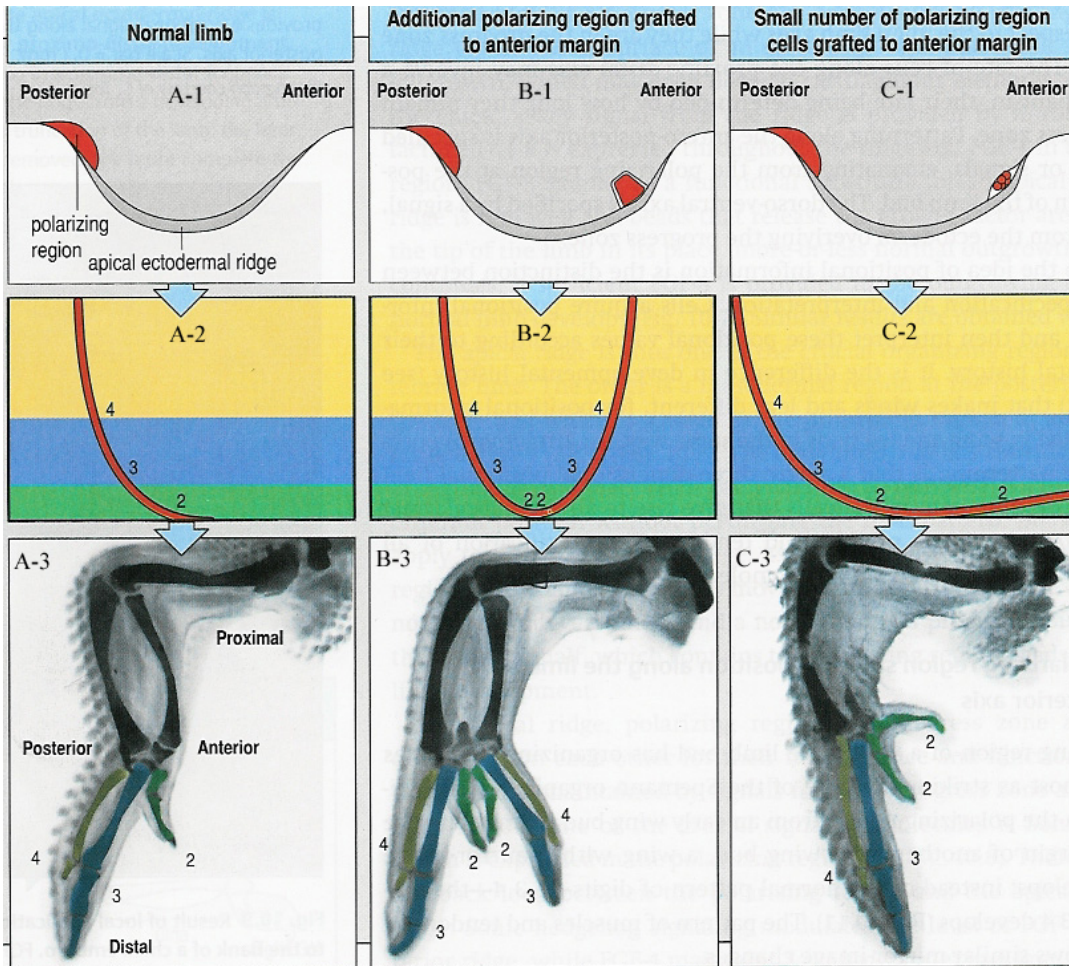 Normal limb
Additional polarizing region grafted
to anterior margin
Small number of polarizing region
cells grafted to anterior margin
Posterior
A-1
Anterior
polarizing
region
apical ectodermal ridge
Posterior
B-1
Anterior
Posterior
C-1
Anterior
A-2
4
3
2
B-2
4
4
3
3
2 2
C-2
4
3
2
2
A-3
Proximal
Posterior
Anterior
4
2
3
Distal
B-3
4
4
2
2
3
3
C-3
2
2
3
4